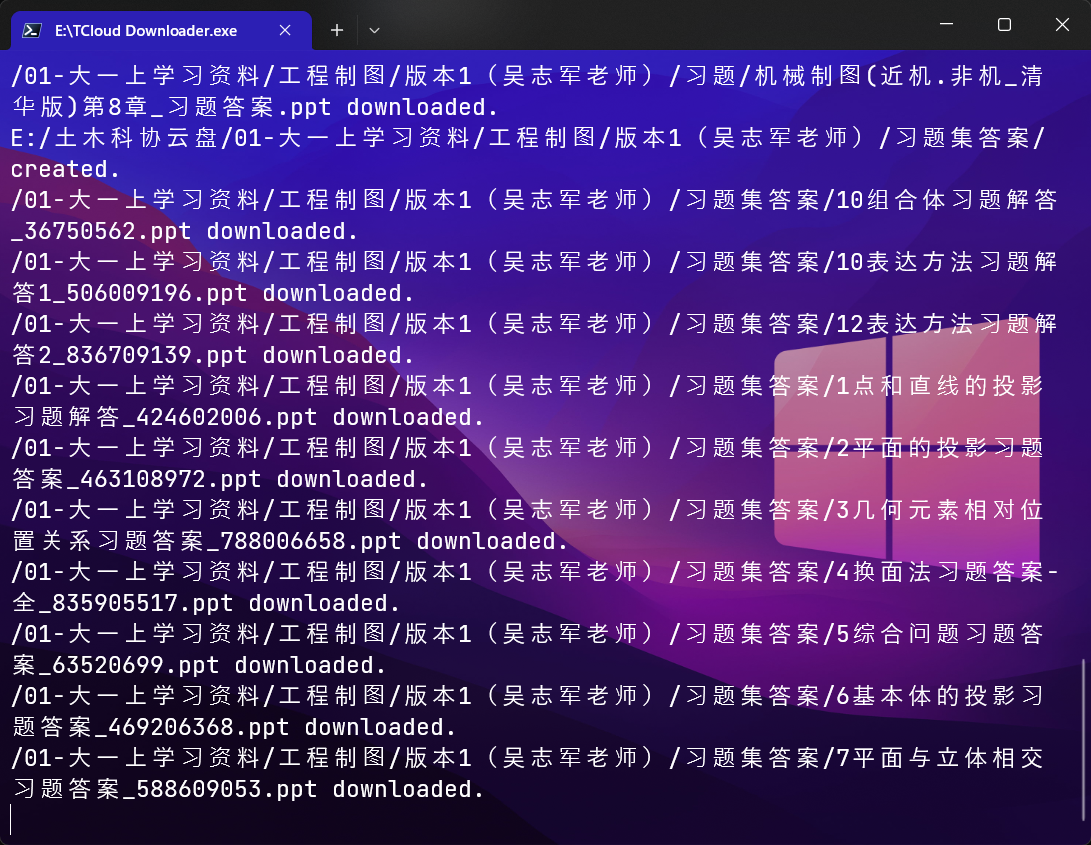 E:\TCloud Downloader.exe
/01-大一上学习资料/工程制图/版本1（吴志军老师）/习题/机械制图(近机.非机_清
华版)第8章_习题答案.ppt downloaded.
E:/土木科协云盘/01-大一上学习资料/工程制图/版本1（吴志军老师）/习题集答案/
created.
/01-大一上学习资料/工程制图/版本1（吴志军老师）/习题集答案/10组合体习题解答
_36750562.ppt downloaded.
/01-大一上学习资料/工程制图/版本1（吴志军老师）/习题集答案/10表达方法习题解
答1_506009196.ppt downloaded.
/01-大一上学习资料/工程制图/版本1（吴志军老师）/习题集答案/12表达方法习题解
答2_836709139.ppt downloaded.
/01-大一上学习资料/工程制图/版本1（吴志军老师）/习题集答案/1点和直线的投影
习题解答_424602006.ppt downloaded.
/01-大一上学习资料/工程制图/版本1（吴志军老师）/习题集答案/2平面的投影习题
答案_463108972.ppt downloaded.
/01-大一上学习资料/工程制图/版本1（吴志军老师）/习题集答案/3几何元素相对位
置关系习题答案_788006658.ppt downloaded.
/01-大一上学习资料/工程制图/版本1（吴志军老师）/习题集答案/4换面法习题答案-
全_835905517.ppt downloaded.
/01-大一上学习资料/工程制图/版本1（吴志军老师）/习题集答案/5综合问题习题答
案_63520699.ppt downloaded.
/01-大一上学习资料/工程制图/版本1（吴志军老师）/习题集答案/6基本体的投影习
题答案_469206368.ppt downloaded.
/01-大一上学习资料/工程制图/版本1（吴志军老师）/习题集答案/7平面与立体相交
习题答案_588609053.ppt downloaded.